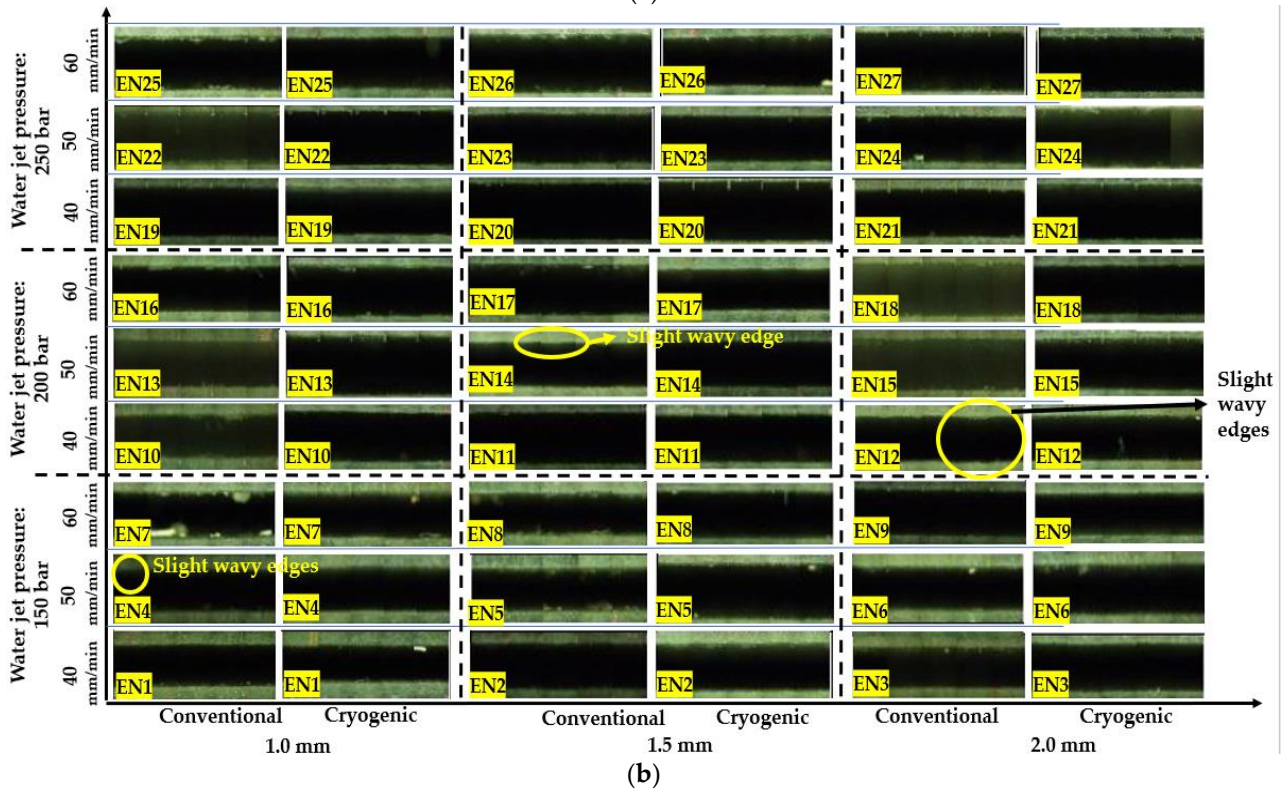 Water jet pressure:
250 bar
60
mm/min
EN25
EN25
EN26
EN26
EN27
EN27
50
mm/min
EN22
EN22
EN23
EN23
EN24
EN24
40
mm/min
EN19
EN19
EN20
EN20
EN21
EN21
Water jet pressure:
200 bar
60
mm/min
EN16
EN16
EN17
EN17
EN18
EN18
50
mm/min
EN13
EN13
EN14
Slight wavy edge
EN14
EN15
EN15
40
mm/min
EN10
EN10
EN11
EN11
EN12
EN12
Slight
wavy
edges
Water jet pressure:
150 bar
60
mm/min
EN7
EN7
EN8
EN8
EN9
EN9
50
mm/min
Slight wavy edges
EN4
EN4
EN5
EN5
EN6
EN6
40
mm/min
EN1
EN1
EN2
EN2
EN3
EN3
Conventional
Cryogenic
Conventional
Cryogenic
Conventional
Cryogenic
1.0 mm
1.5 mm
2.0 mm
(b)